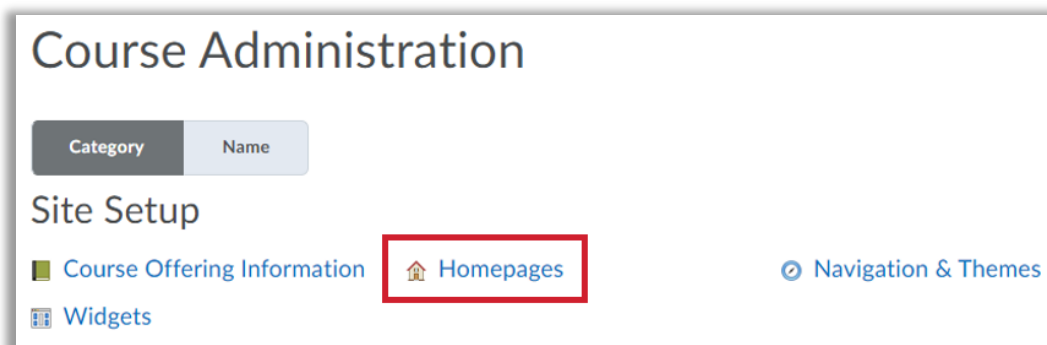 Course Administration
Category Name
Site Setup
Course Offering Information Homepages Navigation & Themes
Widgets